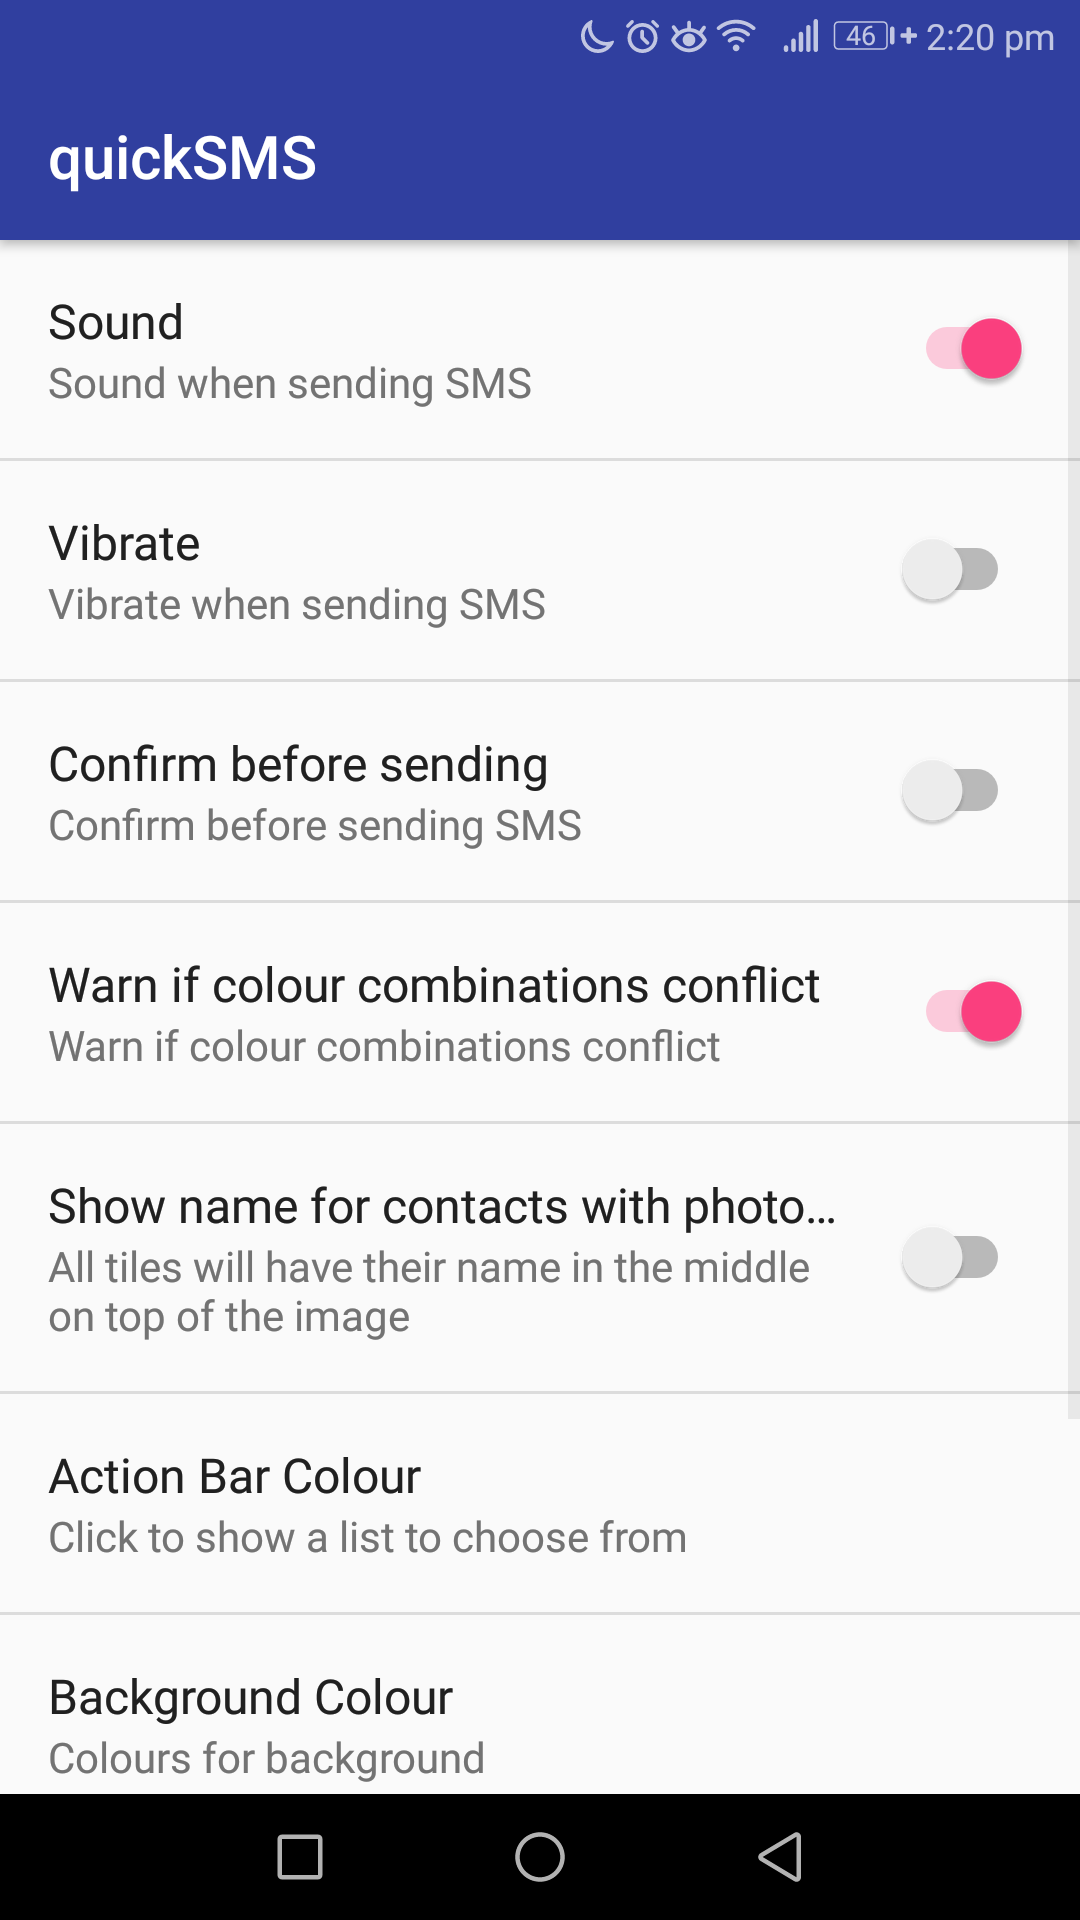 46 2:20 pm
quickSMS
Sound
Sound when sending SMS
Vibrate
Vibrate when sending SMS
Confirm before sending
Confirm before sending SMS
Warn if colour combinations conflict
Warn if colour combinations conflict
Show name for contacts with photo...
All tiles will have their name in the middle
on top of the image
Action Bar Colour
Click to show a list to choose from
Background Colour
Colours for background